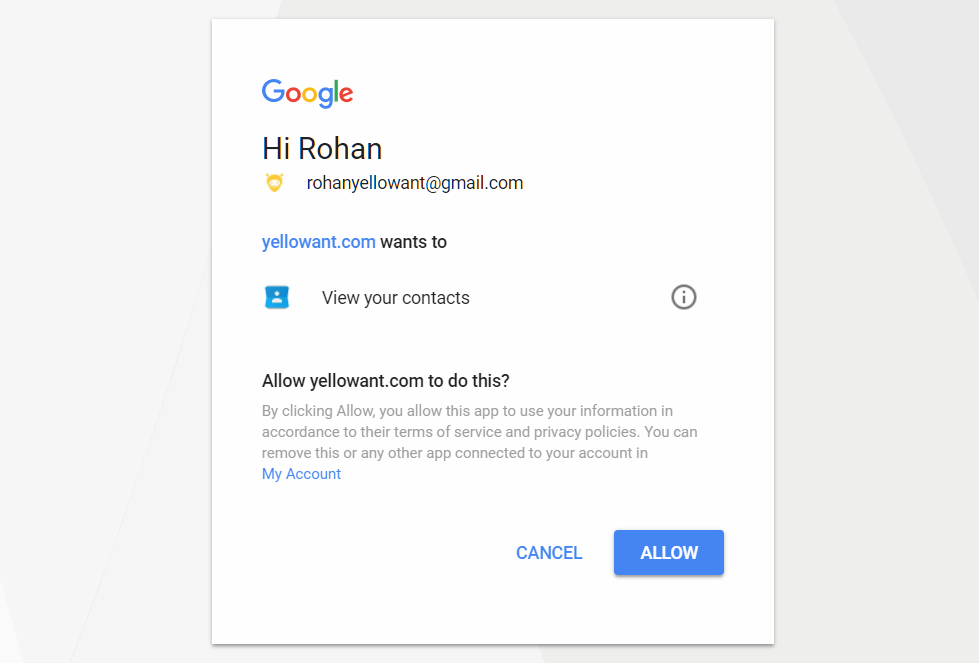 Google
Hi Rohan
rohanyellowant@gmail.com
yellowant.com wants to
View your contacts
Allow yellowant.com to do this?
By clicking Allow, you allow this app to use your information in
accordance to their terms of service and privacy policies. You can
remove this or any other app connected to your account in
My Account
CANCEL ALLOW